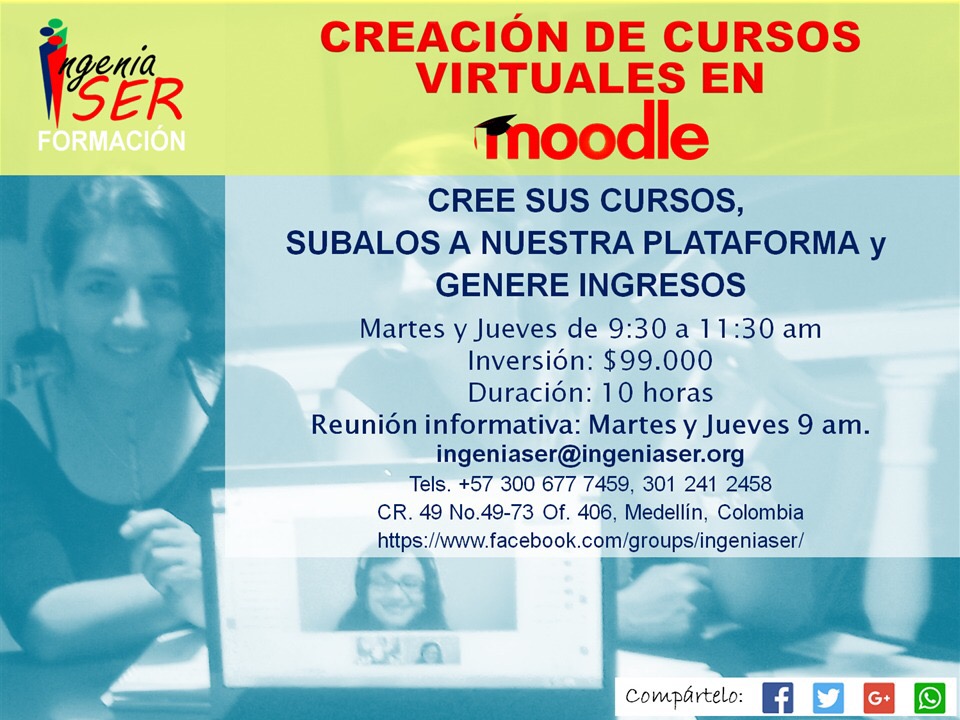 Ingenia
SER
FORMACIÓN
CREACIÓN DE CURSOS
VIRTUALES EN
moodle
CREE SUS CURSOS,
SUBALOS A NUESTRA PLATAFORMA y
GENERE INGRESOS
Martes y Jueves de 9:30 a 11:30 am
Inversión: $99.000
Duración: 10 horas
Reunión informativa: Martes y Jueves 9 am.
ingeniaser@ingeniaser.org
Tels. +57 300 677 7459, 301 241 2458
CR. 49 No.49-73 Of. 406, Medellín, Colombia
https://www.facebook.com/groups/ingeniaser/
Compártelo: